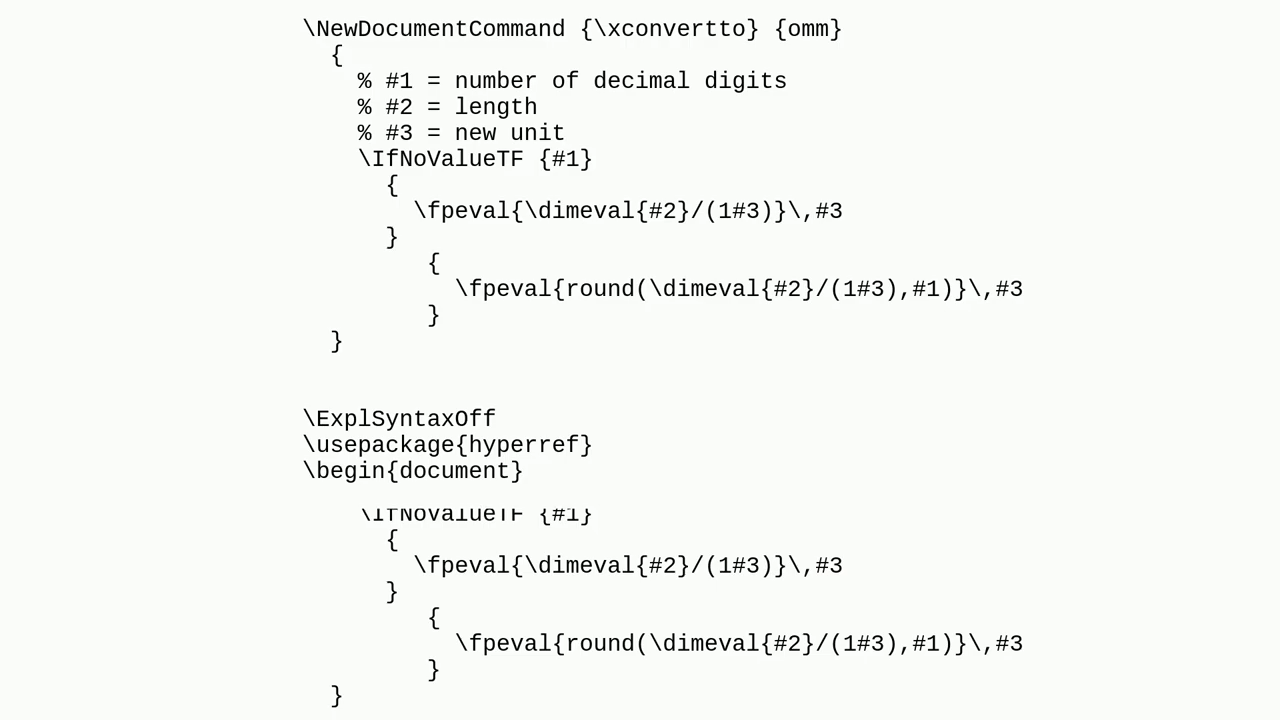 \NewDocumentCommand {\xconvertto} {omm}
  {
    % #1 = number of decimal digits
    % #2 = length
    % #3 = new unit
    \IfNoValueTF {#1}
      {
        \fpeval{\dimeval{#2}/(1#3)}\,#3
      }
         {
           \fpeval{round(\dimeval{#2}/(1#3),#1)}\,#3
         }
  }
\ExplSyntaxOff
\usepackage{hyperref}
\begin{document}
    \IfNoValueTF {#1}
      {
        \fpeval{\dimeval{#2}/(1#3)}\,#3
      }
         {
           \fpeval{round(\dimeval{#2}/(1#3),#1)}\,#3
         }
  }